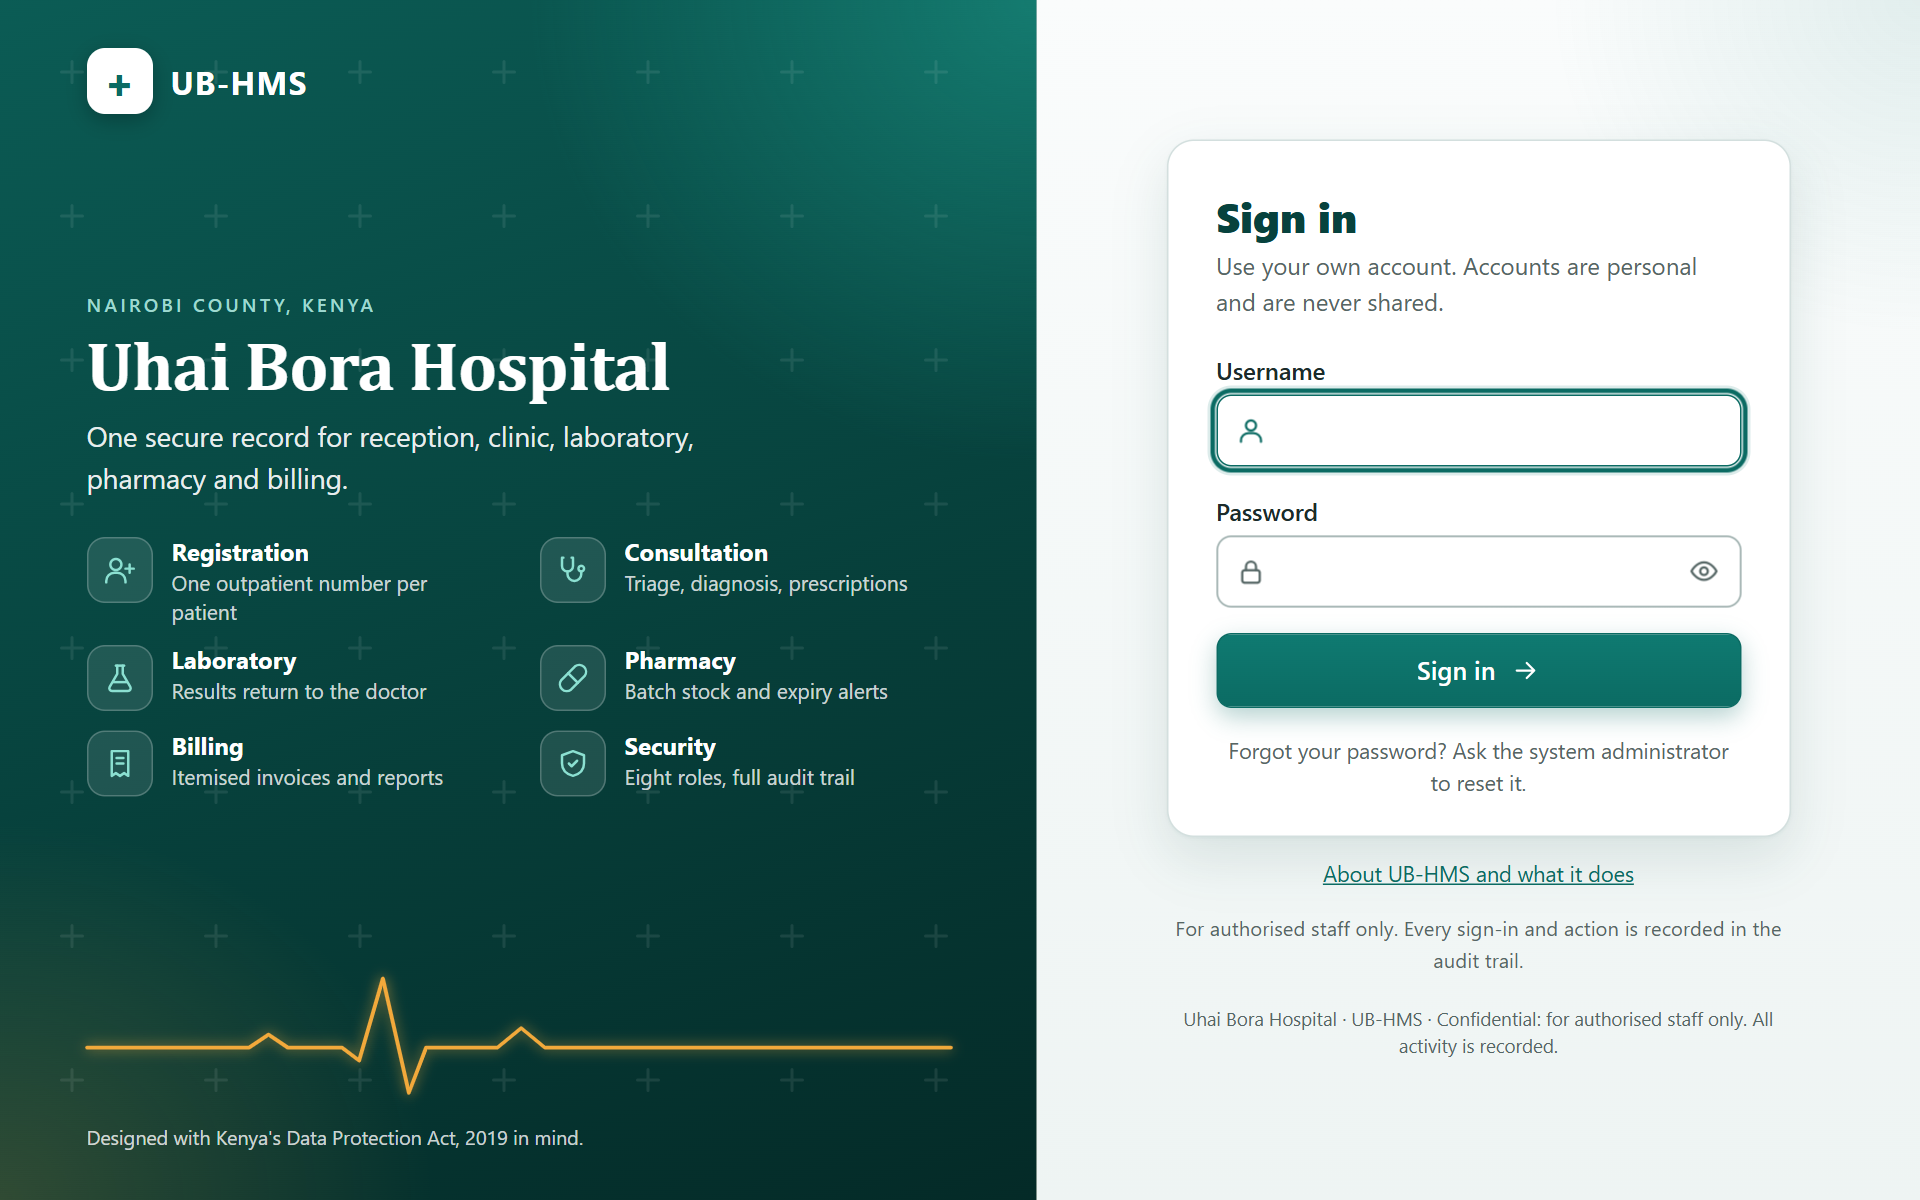 UB-HMS
NAIROBI COUNTY, KENYA
Uhai Bora Hospital
One secure record for reception, clinic, laboratory,
pharmacy and billing.
Registration
One outpatient number per
patient
Consultation
Triage, diagnosis, prescriptions
Laboratory
Results return to the doctor
Pharmacy
Batch stock and expiry alerts
Billing
Itemised invoices and reports
Security
Eight roles, full audit trail
Designed with Kenya's Data Protection Act, 2019 in mind.
Sign in
Use your own account. Accounts are personal
and are never shared.
Username
Password
Sign in →
Forgot your password? Ask the system administrator
to reset it.
About UB-HMS and what it does
For authorised staff only. Every sign-in and action is recorded in the
audit trail.
Uhai Bora Hospital · UB-HMS · Confidential: for authorised staff only. All
activity is recorded.